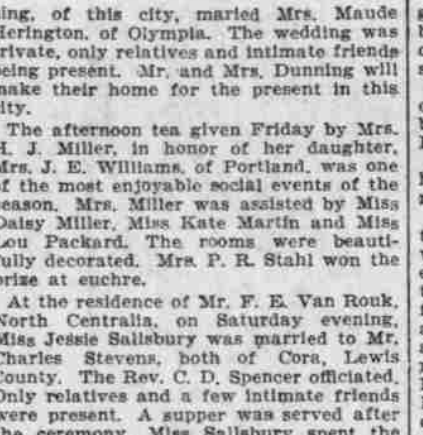 ning, of this city, maried Mrs. Maude
Herington, of Olympia. The wedding was
private, only relatives and intimate friends
being present. Mr. and Mrs. Dunning will
make their home for the present in this
city.
The afternoon tea given Friday by Mrs.
H. J. Miller, in honor of her daughter,
Mrs. J. E. Williams, of Portland, was one
of the most enjoyable social events of the
season. Mrs. Miller was assisted by Miss
Daisy Miller, Miss Kate Martin and Miss
Lou Packard. The rooms were beauti-
fully decorated. Mrs. P. R. Stahl won the
prize at euchre.
At the residence of Mr. F. E. Van Rouk,
North Centralia, on Saturday evening,
Miss Jessie Salisbury was married to Mr.
Charles Stevens, both of Cora, Lewis
County. The Rev. C. D. Spencer officiated.
Only relatives and a few intimate friends
were present. A supper was served after
the ceremony. Miss Salisbury spent the